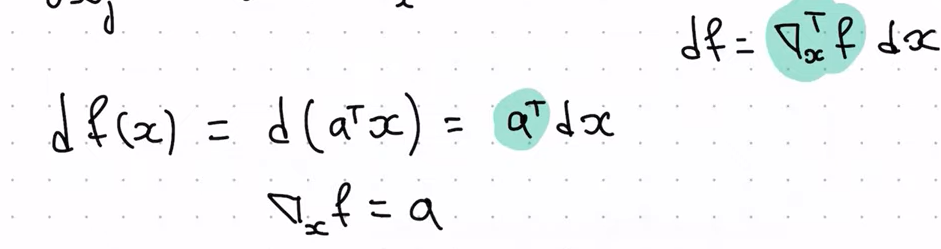 df = ∇ₓᵀf dx
df(x) = d(aᵀx) = aᵀdx
∇ₓf = a